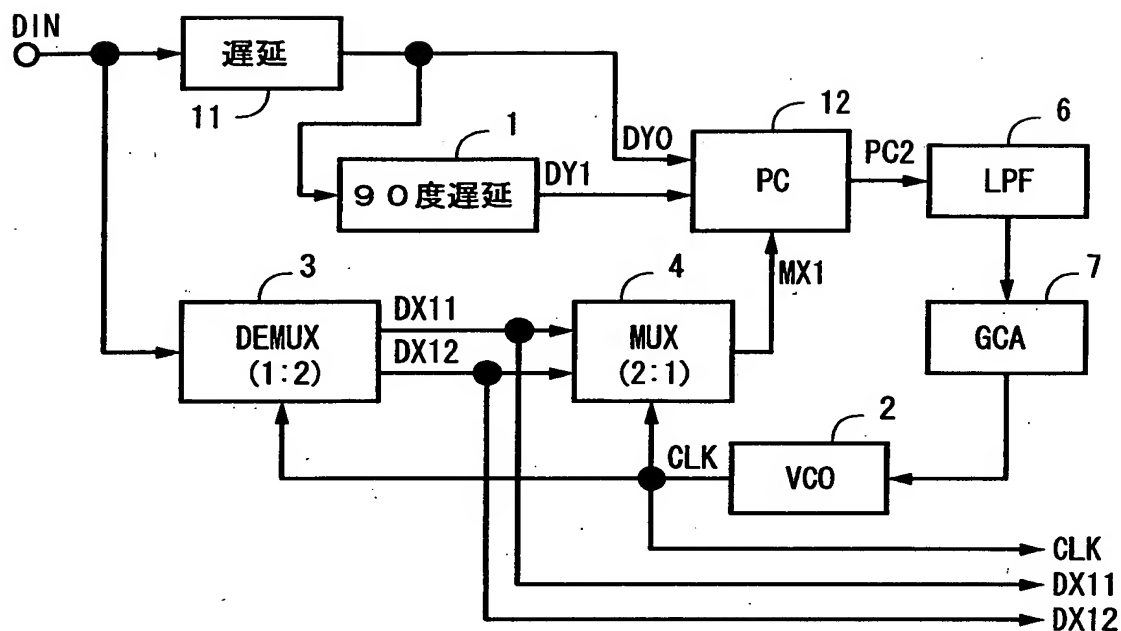 DIN
遅延
11
1
90度遅延
DY0
DY1
12
PC
PC2
6
LPF
MX1
7
GCA
3
DEMUX
(1:2)
DX11
DX12
4
MUX
(2:1)
2
VCO
CLK
CLK
DX11
DX12